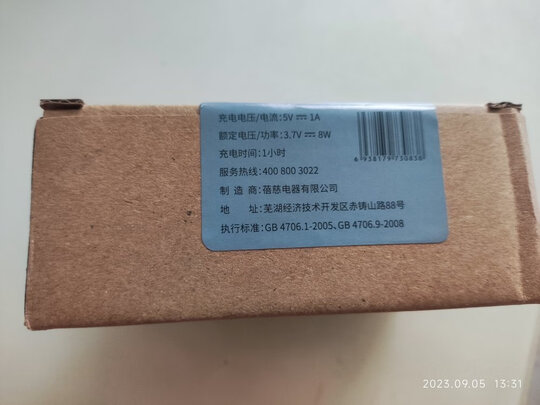 充电电压/电流:5V⎓1A
额定电压/功率:3.7V⎓8W
充电时间:1小时
服务热线:400 800 3022
制 造 商:蓓慈电器有限公司
地 址:芜湖经济技术开发区赤铸山路88号
执行标准:GB 4706.1-2005、GB 4706.9-2008
6 938179 730836
2023.09.05 13:31